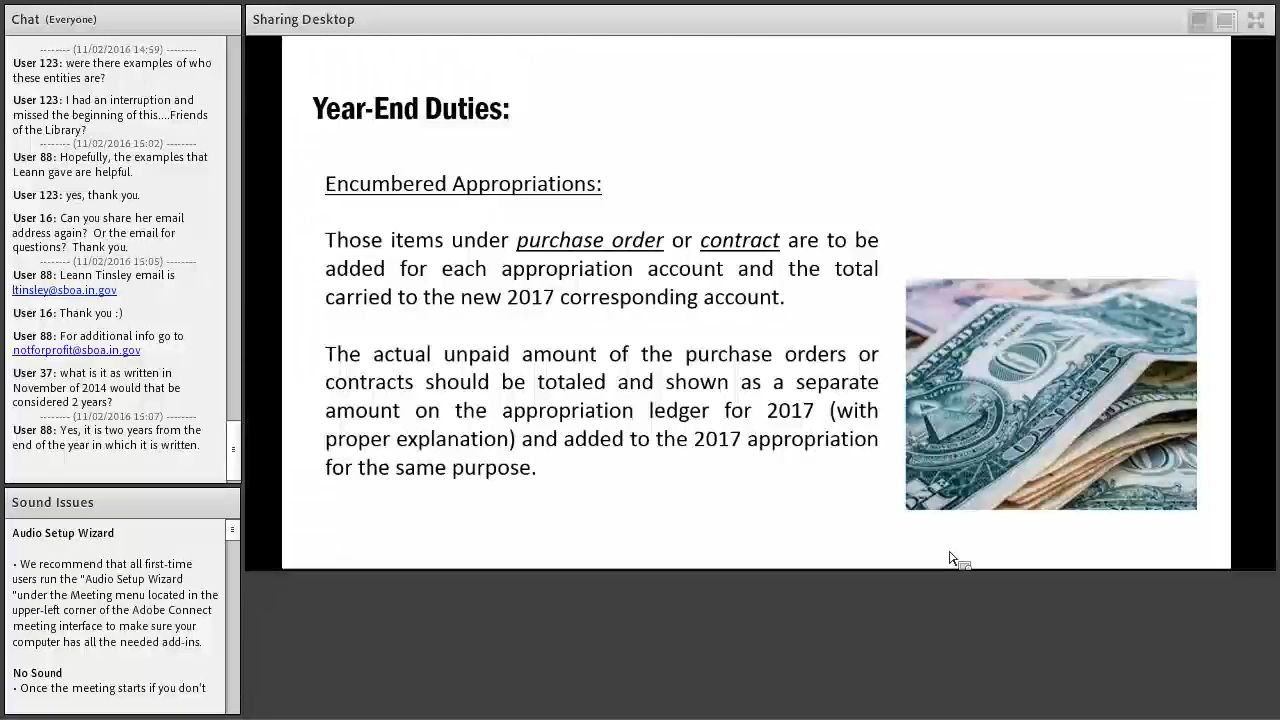 Chat (Everyone)
-------- (11/02/2016 14:59) --------
User 123: were there examples of who
these entities are?
User 123: I had an interruption and
missed the beginning of this....Friends
of the Library?
-------- (11/02/2016 15:02) --------
User 88: Hopefully, the examples that
Leann gave are helpful.
User 123: yes, thank you.
User 16: Can you share her email
address again? Or the email for
questions? Thank you.
-------- (11/02/2016 15:05) --------
User 88: Leann Tinsley email is
ltinsley@sboa.in.gov
User 16: Thank you :)
User 88: For additional info go to
notforprofit@sboa.in.gov
User 37: what is it as written in
November of 2014 would that be
considered 2 years?
-------- (11/02/2016 15:07) --------
User 88: Yes, it is two years from the
end of the year in which it is written.
Sound Issues
Audio Setup Wizard
• We recommend that all first-time
users run the "Audio Setup Wizard
"under the Meeting menu located in the
upper-left corner of the Adobe Connect
meeting interface to make sure your
computer has all the needed add-ins.
No Sound
• Once the meeting starts if you don't
Sharing Desktop
Year-End Duties:
Encumbered Appropriations:
Those items under purchase order or contract are to be
added for each appropriation account and the total
carried to the new 2017 corresponding account.
The actual unpaid amount of the purchase orders or
contracts should be totaled and shown as a separate
amount on the appropriation ledger for 2017 (with
proper explanation) and added to the 2017 appropriation
for the same purpose.